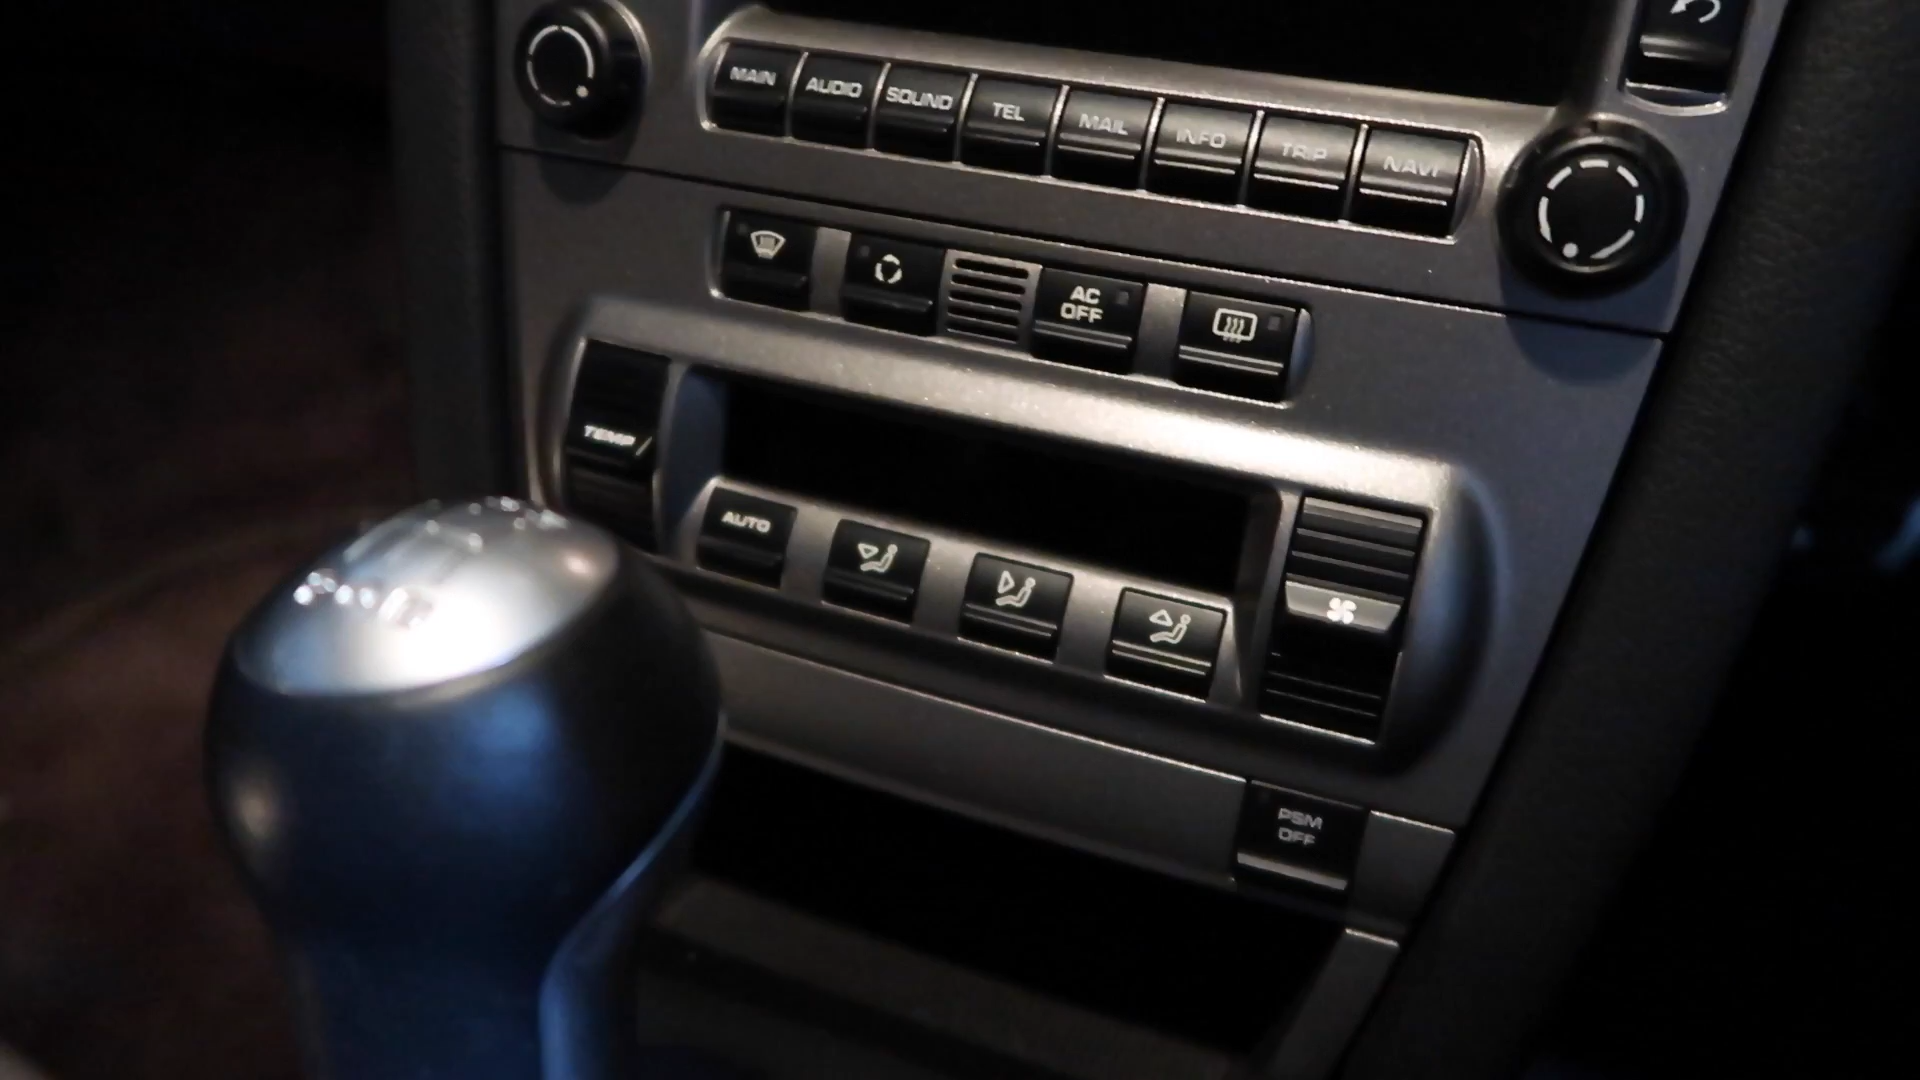 MAIN AUDIO SOUND TEL MAIL INFO TRIP NAVI
AC
OFF
TEMP
AUTO
PSM
OFF